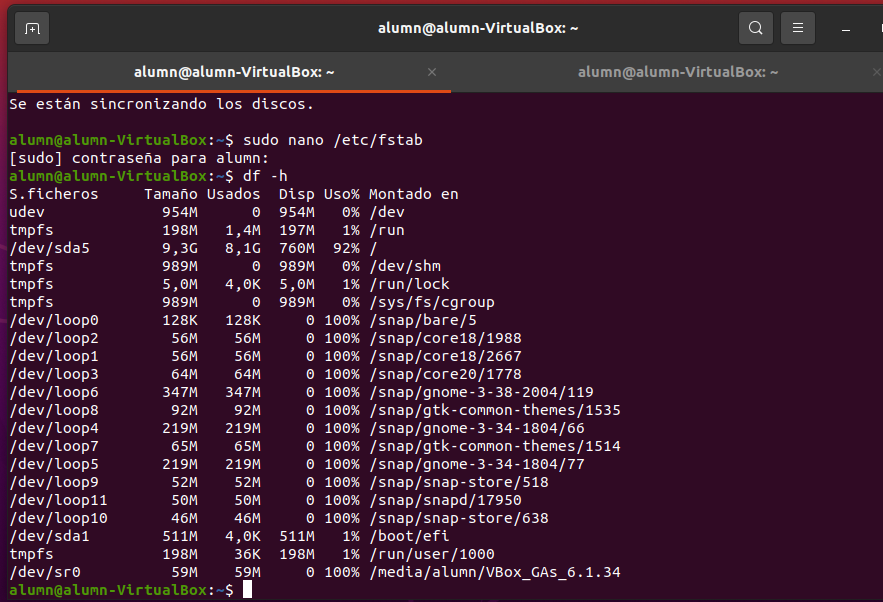 alumn@alumn-VirtualBox: ~
alumn@alumn-VirtualBox: ~
alumn@alumn-VirtualBox: ~
Se están sincronizando los discos.
alumn@alumn-VirtualBox:~$ sudo nano /etc/fstab
[sudo] contraseña para alumn:
alumn@alumn-VirtualBox:~$ df -h
S.ficheros     Tamaño Usados  Disp Uso% Montado en
udev             954M      0  954M   0% /dev
tmpfs            198M   1,4M  197M   1% /run
/dev/sda5        9,3G   8,1G  760M  92% /
tmpfs            989M      0  989M   0% /dev/shm
tmpfs            5,0M   4,0K  5,0M   1% /run/lock
tmpfs            989M      0  989M   0% /sys/fs/cgroup
/dev/loop0       128K   128K     0 100% /snap/bare/5
/dev/loop2        56M    56M     0 100% /snap/core18/1988
/dev/loop1        56M    56M     0 100% /snap/core18/2667
/dev/loop3        64M    64M     0 100% /snap/core20/1778
/dev/loop6       347M   347M     0 100% /snap/gnome-3-38-2004/119
/dev/loop8        92M    92M     0 100% /snap/gtk-common-themes/1535
/dev/loop4       219M   219M     0 100% /snap/gnome-3-34-1804/66
/dev/loop7        65M    65M     0 100% /snap/gtk-common-themes/1514
/dev/loop5       219M   219M     0 100% /snap/gnome-3-34-1804/77
/dev/loop9        52M    52M     0 100% /snap/snap-store/518
/dev/loop11       50M    50M     0 100% /snap/snapd/17950
/dev/loop10       46M    46M     0 100% /snap/snap-store/638
/dev/sda1        511M   4,0K  511M   1% /boot/efi
tmpfs            198M    36K  198M   1% /run/user/1000
/dev/sr0          59M    59M     0 100% /media/alumn/VBox_GAs_6.1.34
alumn@alumn-VirtualBox:~$